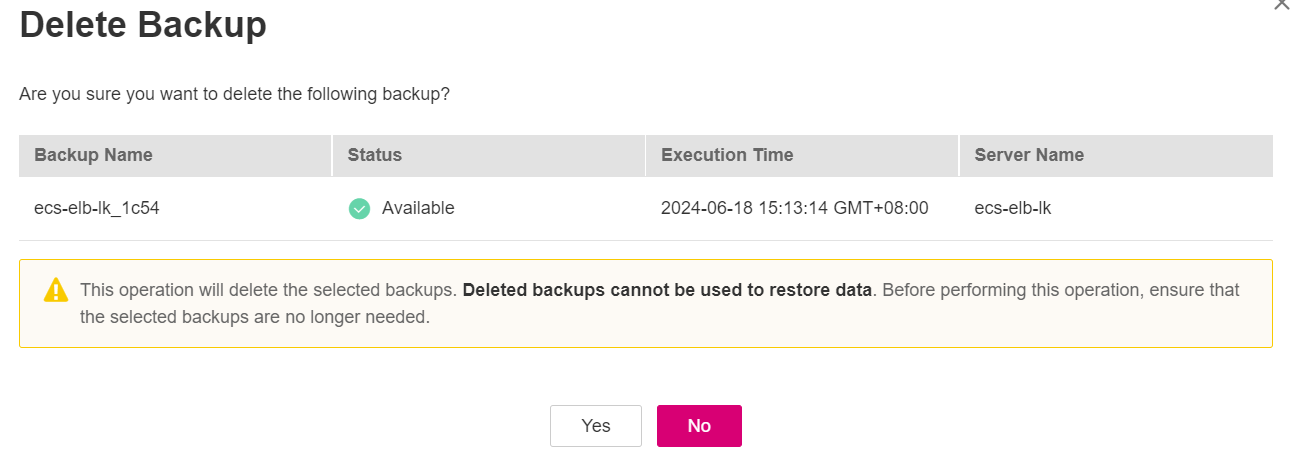 Delete Backup
Are you sure you want to delete the following backup?
Backup Name Status Execution Time Server Name
ecs-elb-lk_1c54 Available 2024-06-18 15:13:14 GMT+08:00 ecs-elb-lk
This operation will delete the selected backups. Deleted backups cannot be used to restore data. Before performing this operation, ensure that
the selected backups are no longer needed.
Yes No